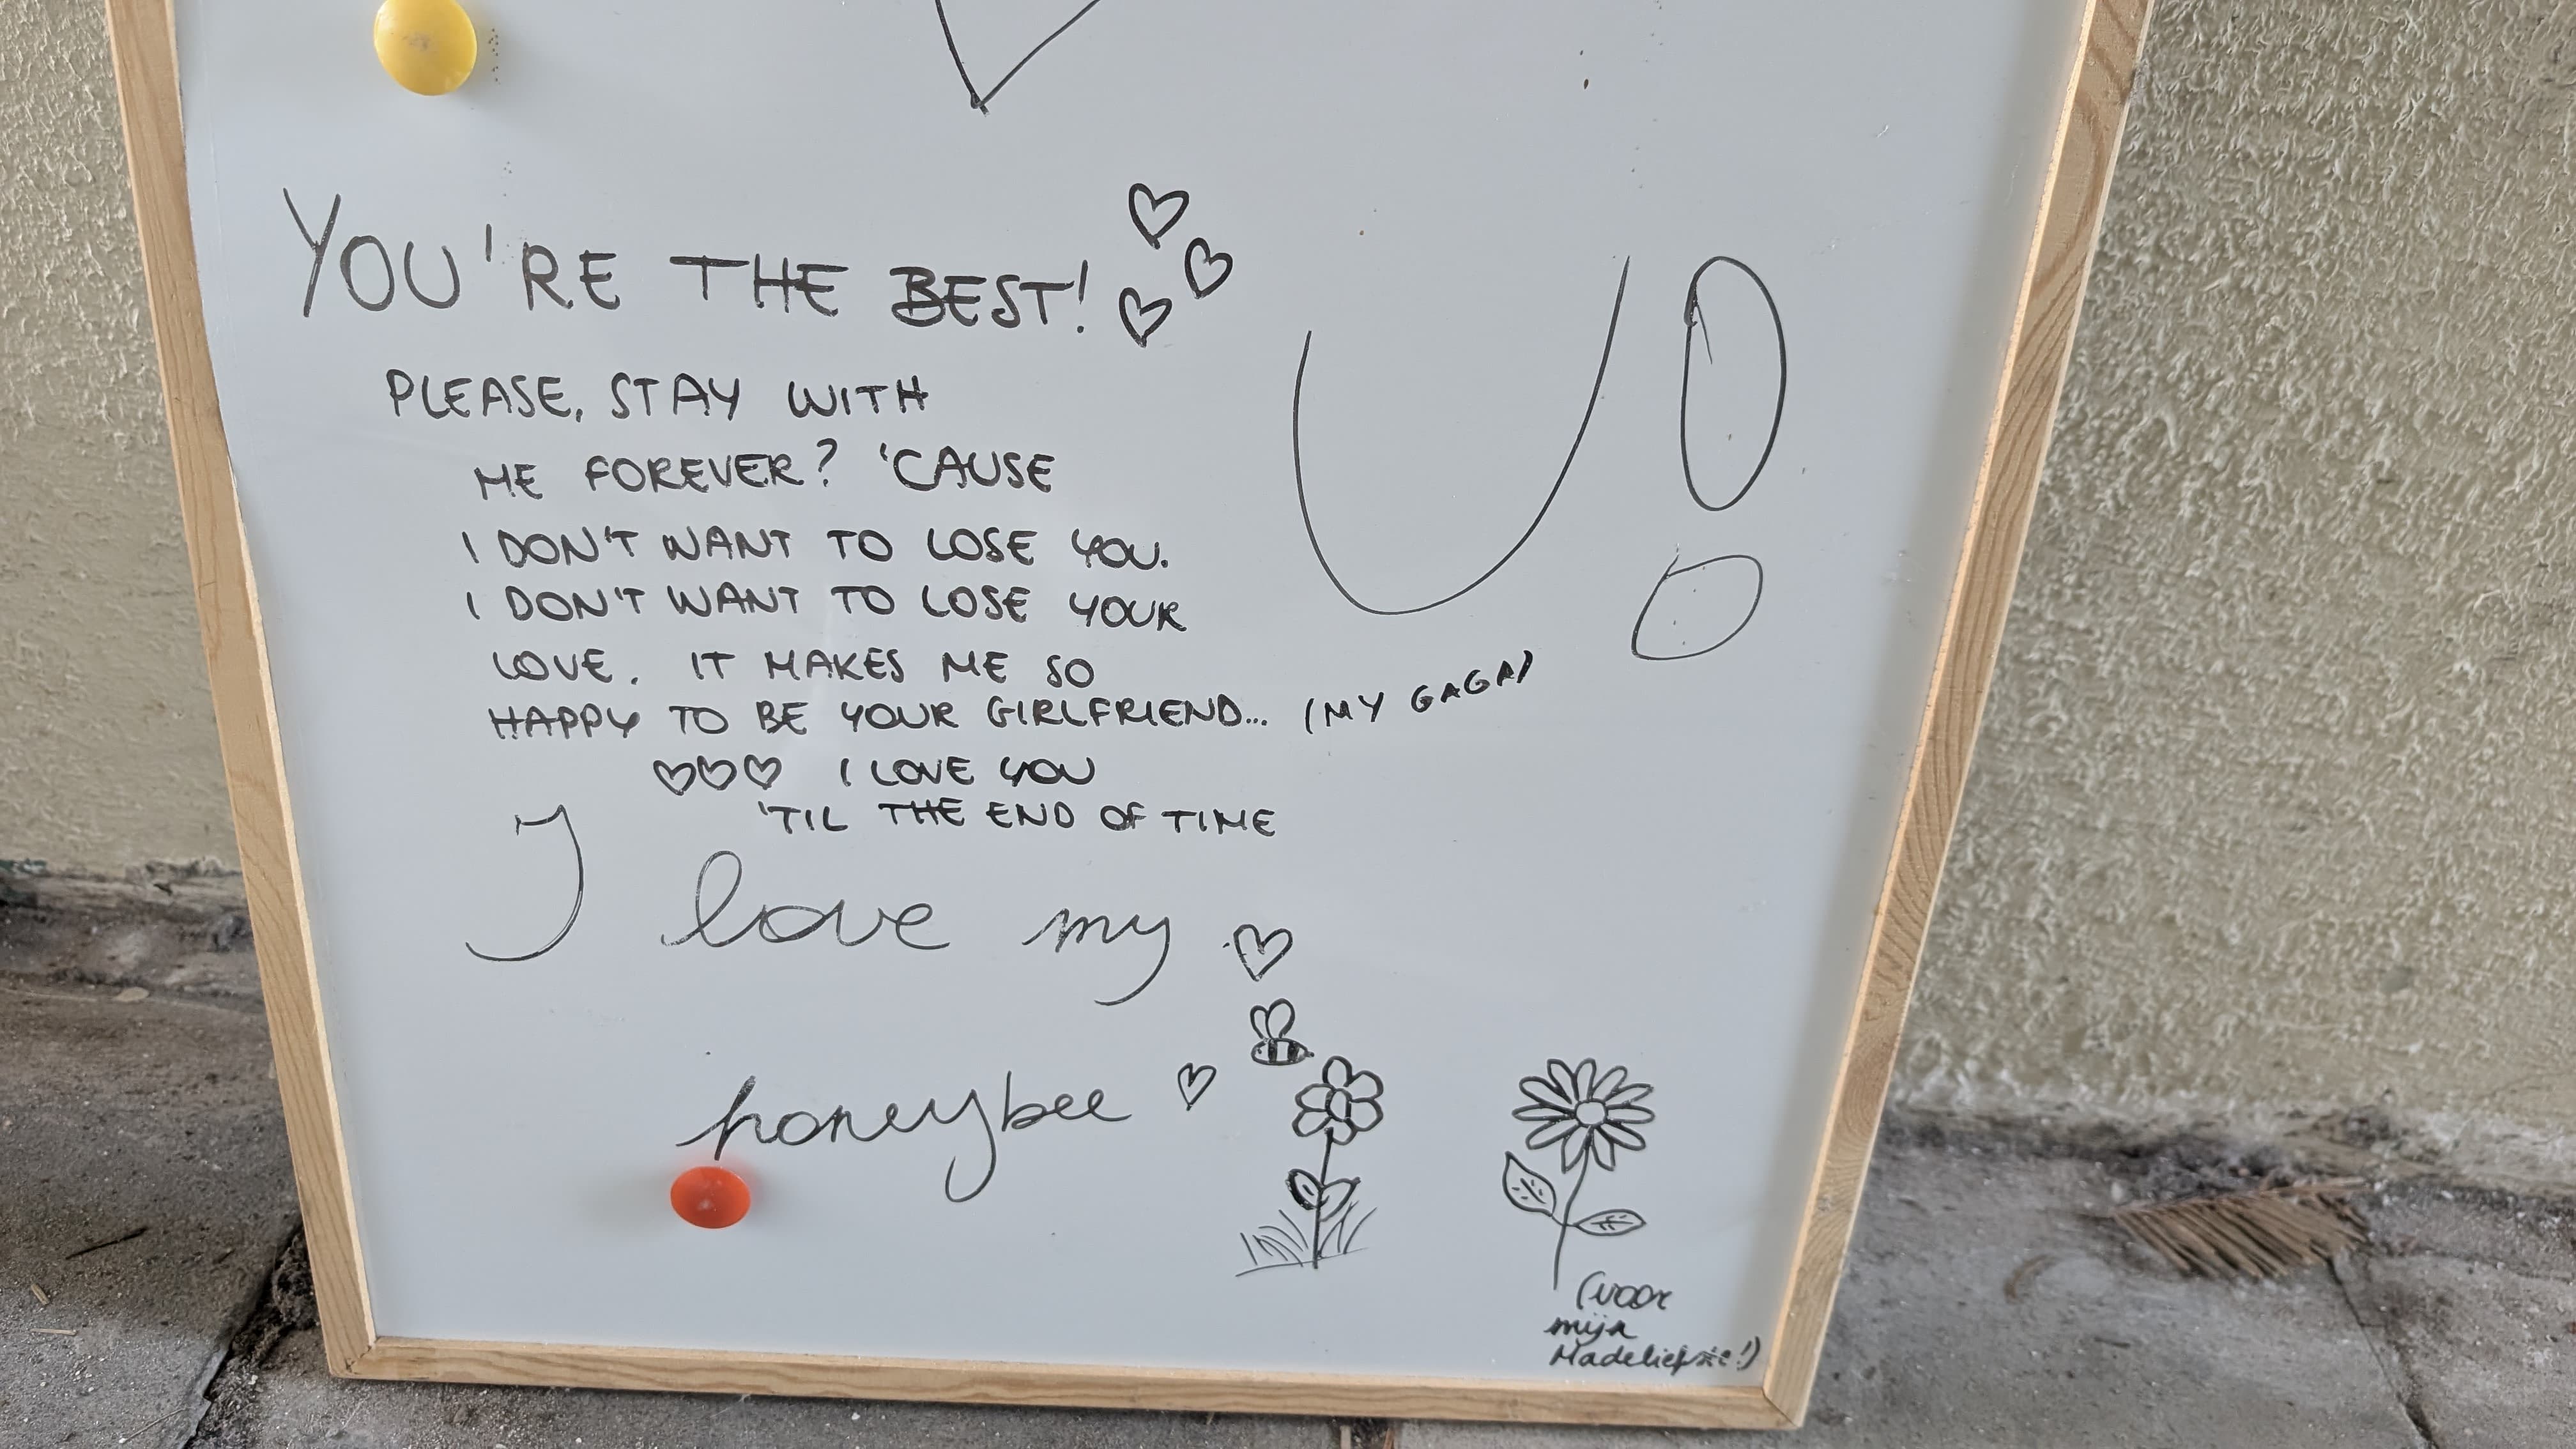 YOU'RE THE BEST!
U!
PLEASE, STAY WITH
ME FOREVER? 'CAUSE
I DON'T WANT TO LOSE YOU.
I DON'T WANT TO LOSE YOUR
LOVE. IT MAKES ME SO
HAPPY TO BE YOUR GIRLFRIEND... (MY GAGA)
♡♡♡ I LOVE YOU
'TIL THE END OF TIME
I love my
honeybee
(voor
mijn
Madeliefsie!)